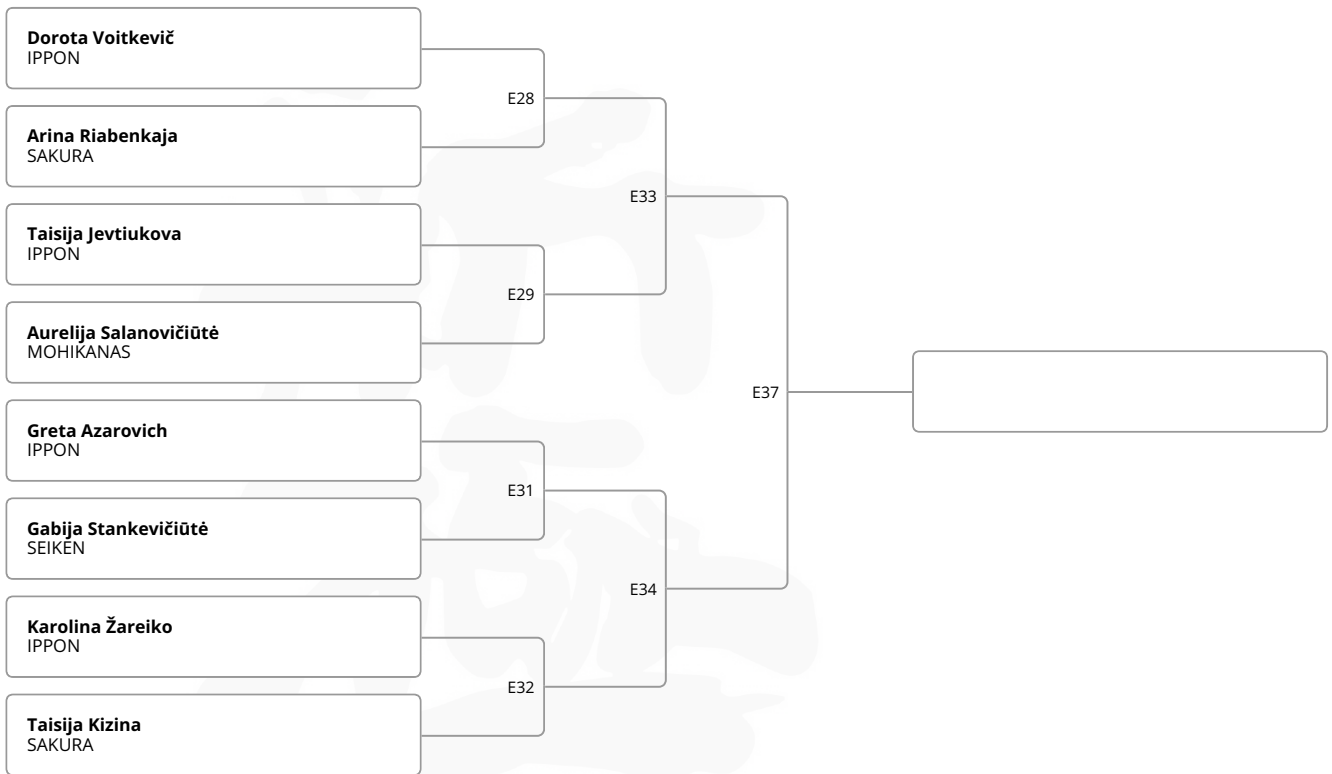 Dorota Voitkevič
IPPON
E28
Arina Riabenkaja
SAKURA
E33
Taisija Jevtiukova
IPPON
E29
Aurelija Salanovičiūtė
MOHIKANAS
E37
Greta Azarovich
IPPON
E31
Gabija Stankevičiūtė
SEIKEN
E34
Karolina Žareiko
IPPON
E32
Taisija Kizina
SAKURA